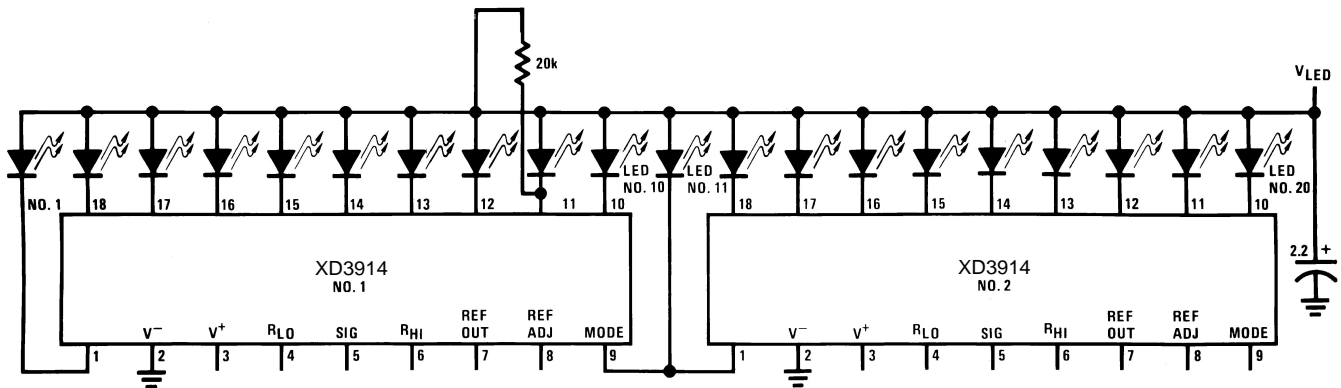 20k
VLED
LED
NO. 10
LED
NO. 11
LED
NO. 20
NO. 1
18 17 16 15 14 13 12 11 10
18 17 16 15 14 13 12 11 10
2.2 +
XD3914
NO. 1
XD3914
NO. 2
V− V+ RLO SIG RHI REF OUT REF ADJ MODE
V− V+ RLO SIG RHI REF OUT REF ADJ MODE
1 2 3 4 5 6 7 8 9
1 2 3 4 5 6 7 8 9